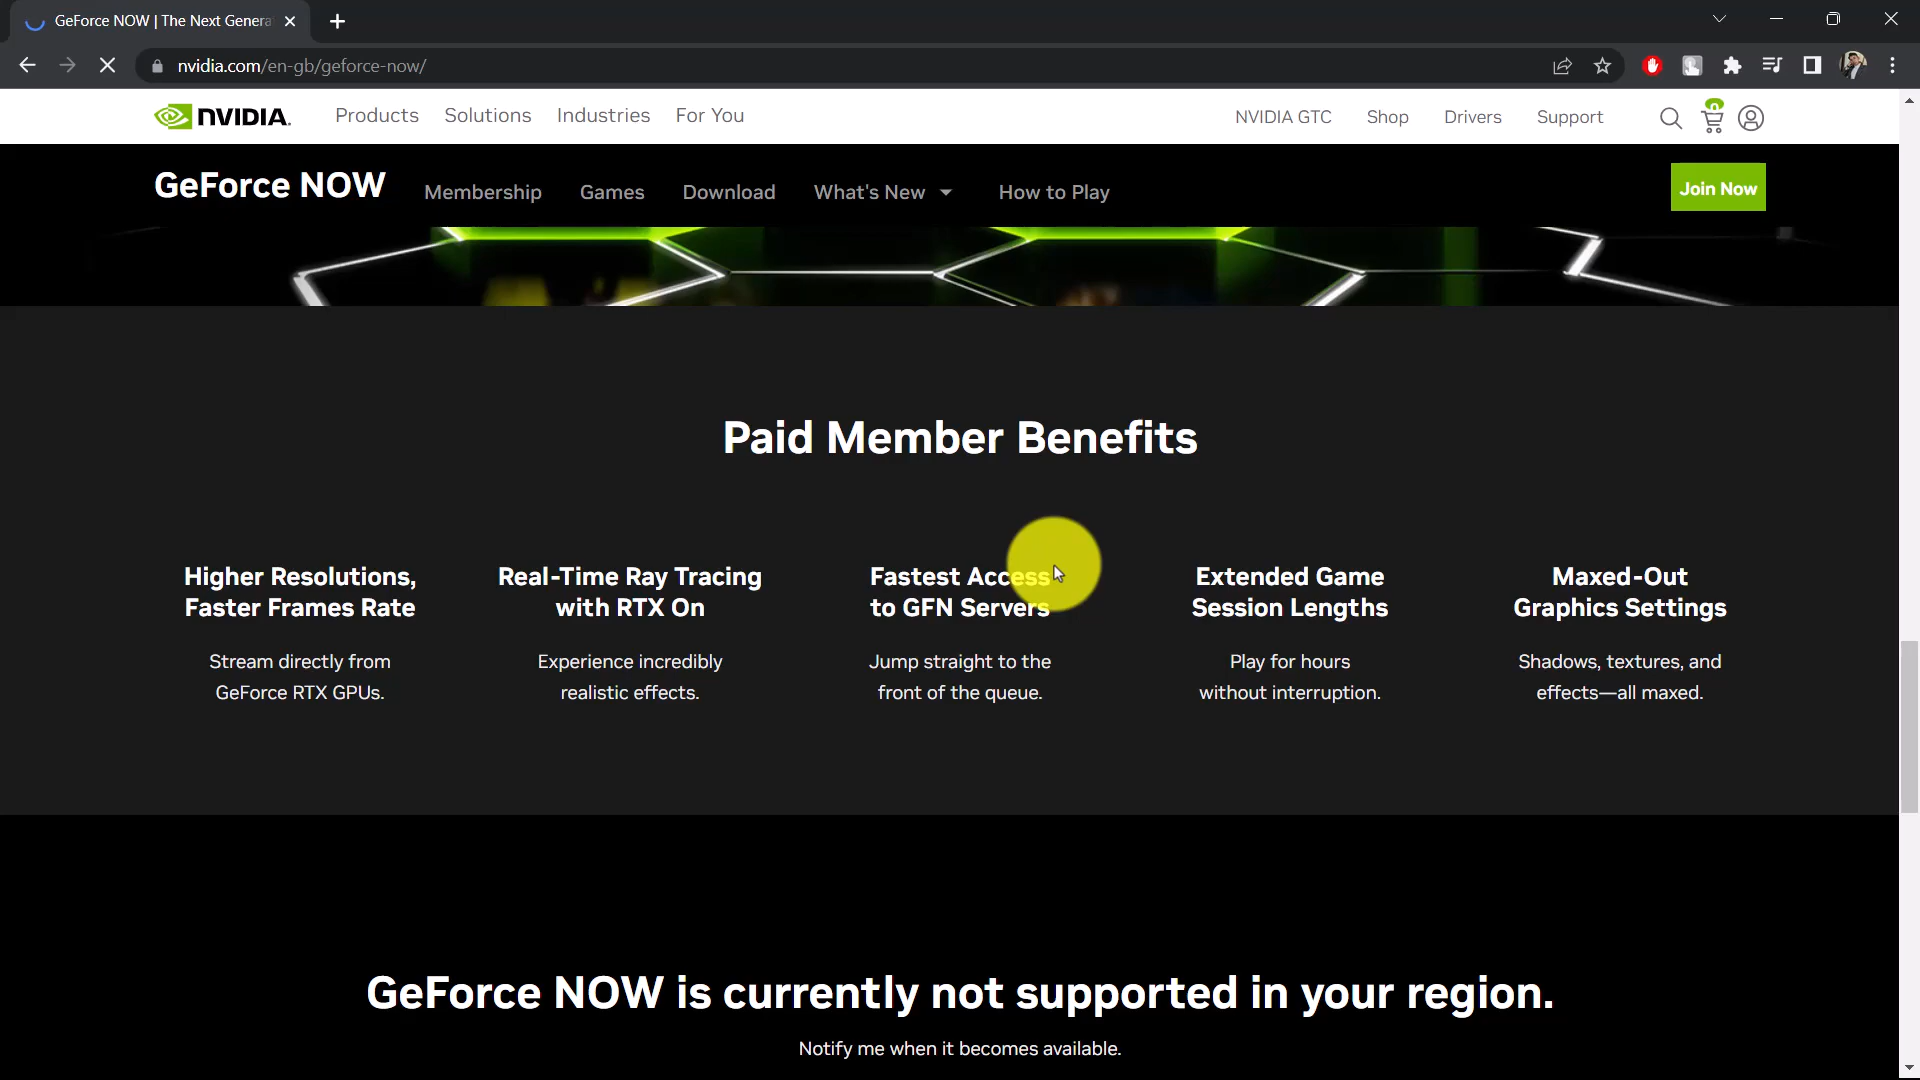 GeForce NOW | The Next Genera
nvidia.com/en-gb/geforce-now/
NVIDIA. Products Solutions Industries For You NVIDIA GTC Shop Drivers Support 0
GeForce NOW Membership Games Download What's New How to Play Join Now
Paid Member Benefits
Higher Resolutions,
Faster Frames Rate
Stream directly from
GeForce RTX GPUs.
Real-Time Ray Tracing
with RTX On
Experience incredibly
realistic effects.
Fastest Access
to GFN Servers
Jump straight to the
front of the queue.
Extended Game
Session Lengths
Play for hours
without interruption.
Maxed-Out
Graphics Settings
Shadows, textures, and
effects—all maxed.
GeForce NOW is currently not supported in your region.
Notify me when it becomes available.